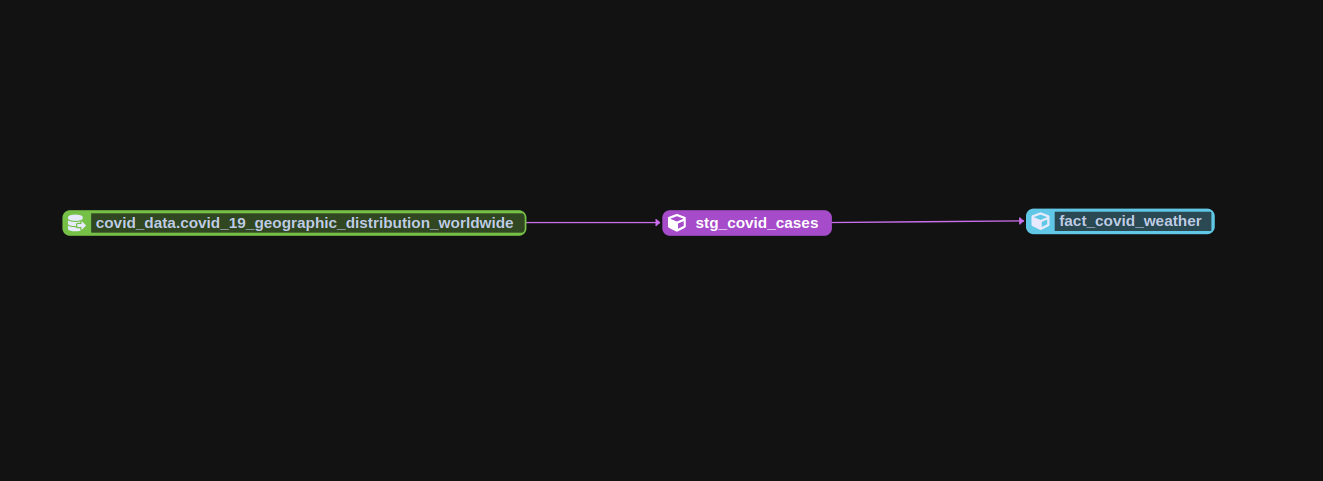 covid_data.covid_19_geographic_distribution_worldwide
stg_covid_cases
fact_covid_weather